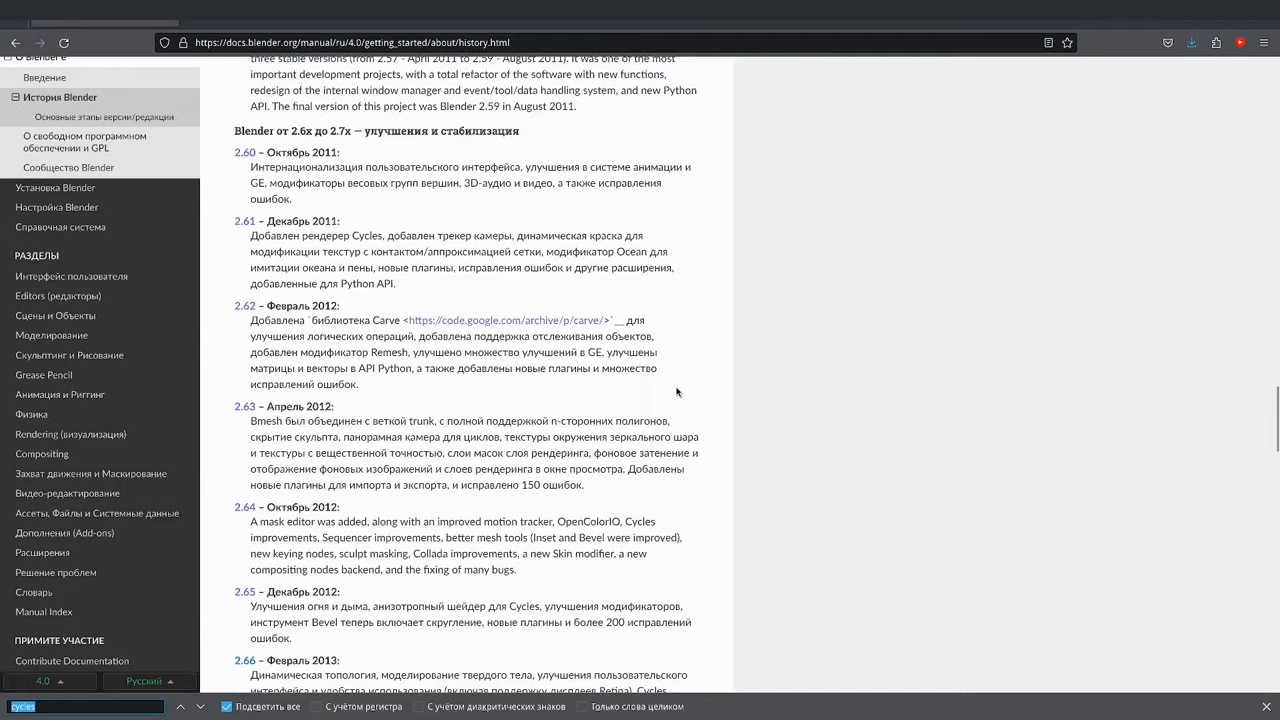 https://docs.blender.org/manual/ru/4.0/getting_started/about/history.html
О Blender'е
Введение
История Blender
Основные этапы версии/редакции
О свободном программном
обеспечении и GPL
Сообщество Blender
Установка Blender
Настройка Blender
Справочная система
РАЗДЕЛЫ
Интерфейс пользователя
Editors (редакторы)
Сцены и Объекты
Моделирование
Скульптинг и Рисование
Grease Pencil
Анимация и Риггинг
Физика
Rendering (визуализация)
Compositing
Захват движения и Маскирование
Видео-редактирование
Ассеты, Файлы и Системные данные
Дополнения (Add-ons)
Расширения
Решение проблем
Словарь
Manual Index
ПРИМИТЕ УЧАСТИЕ
Contribute Documentation
4.0
Русский
three stable versions (from 2.57 - April 2011 to 2.59 - August 2011). It was one of the most
important development projects, with a total refactor of the software with new functions,
redesign of the internal window manager and event/tool/data handling system, and new Python
API. The final version of this project was Blender 2.59 in August 2011.
Blender от 2.6x до 2.7x — улучшения и стабилизация
2.60 – Октябрь 2011:
Интернационализация пользовательского интерфейса, улучшения в системе анимации и
GE, модификаторы весовых групп вершин, 3D-аудио и видео, а также исправления
ошибок.
2.61 – Декабрь 2011:
Добавлен рендерер Cycles, добавлен трекер камеры, динамическая краска для
модификации текстур с контактом/аппроксимацией сетки, модификатор Ocean для
имитации океана и пены, новые плагины, исправления ошибок и другие расширения,
добавленные для Python API.
2.62 – Февраль 2012:
Добавлена `библиотека Carve <https://code.google.com/archive/p/carve/>`__ для
улучшения логических операций, добавлена поддержка отслеживания объектов,
добавлен модификатор Remesh, улучшено множество улучшений в GE, улучшены
матрицы и векторы в API Python, а также добавлены новые плагины и множество
исправлений ошибок.
2.63 – Апрель 2012:
Bmesh был объединен с веткой trunk, с полной поддержкой n-сторонних полигонов,
скрытие скульпта, панорамная камера для циклов, текстуры окружения зеркального шара
и текстуры с вещественной точностью, слои масок слоя рендеринга, фоновое затенение и
отображение фоновых изображений и слоев рендеринга в окне просмотра. Добавлены
новые плагины для импорта и экспорта, и исправлено 150 ошибок.
2.64 – Октябрь 2012:
A mask editor was added, along with an improved motion tracker, OpenColorIO, Cycles
improvements, Sequencer improvements, better mesh tools (Inset and Bevel were improved),
new keying nodes, sculpt masking, Collada improvements, a new Skin modifier, a new
compositing nodes backend, and the fixing of many bugs.
2.65 – Декабрь 2012:
Улучшения огня и дыма, анизотропный шейдер для Cycles, улучшения модификаторов,
инструмент Bevel теперь включает скругление, новые плагины и более 200 исправлений
ошибок.
2.66 – Февраль 2013:
Динамическая топология, моделирование твердого тела, улучшения пользовательского
интерфейса и удобства использования (включая поддержку дисплеев Retina), Cycles
cycles
Подсветить все
С учётом регистра
С учётом диакритических знаков
Только слова целиком